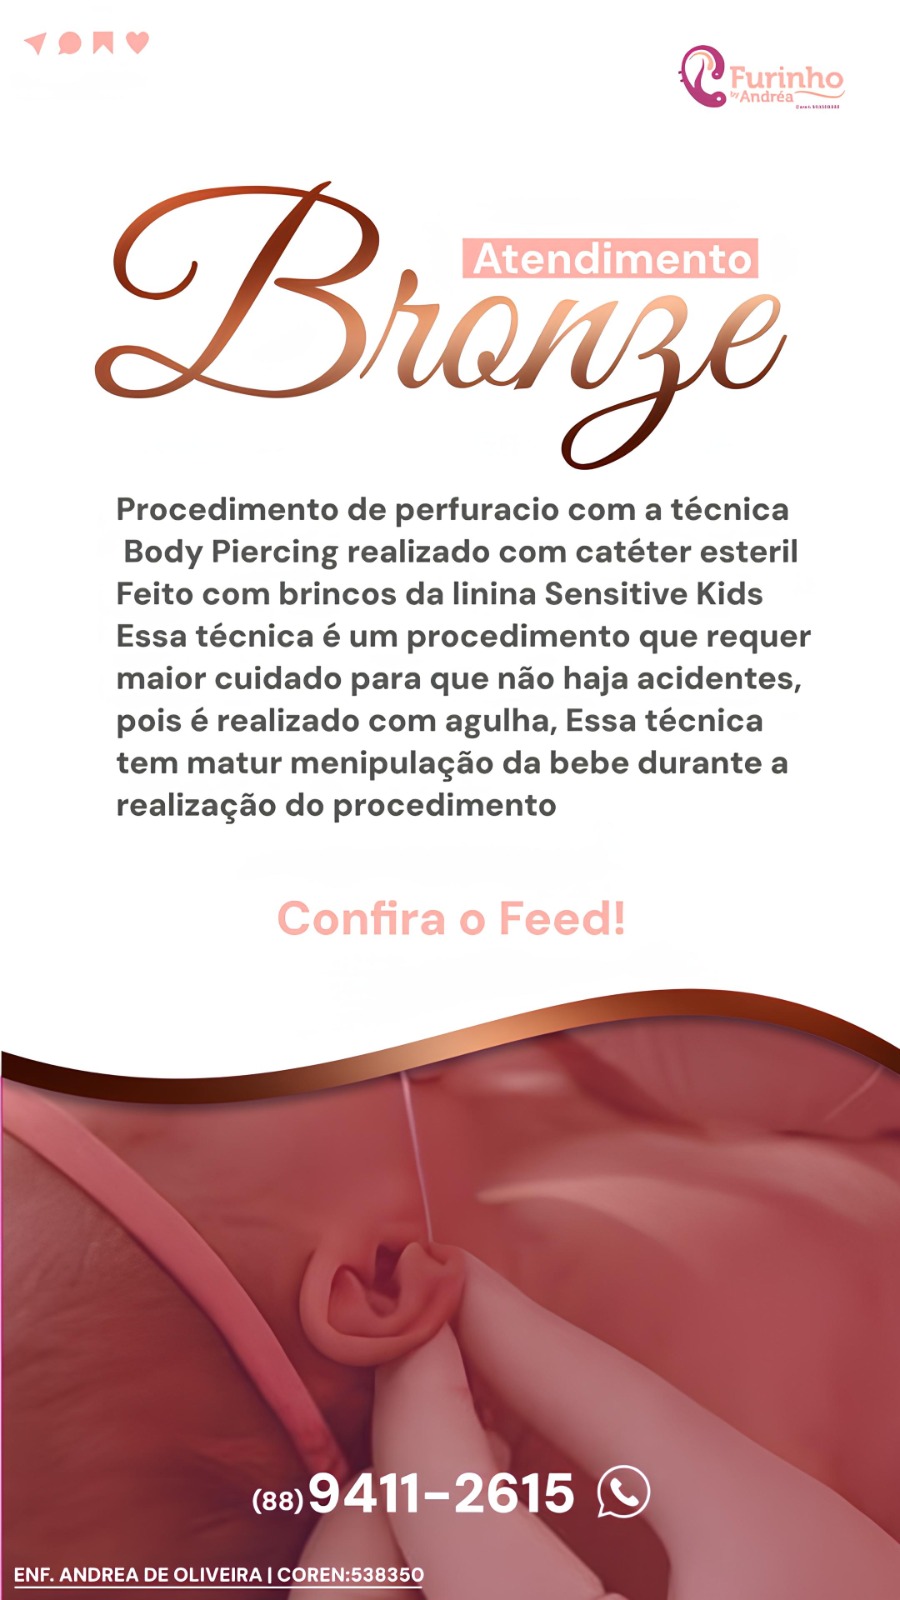 Furinho
by Andréa
Atendimento
Bronze
Procedimento de perfuracio com a técnica
Body Piercing realizado com catéter esteril
Feito com brincos da linina Sensitive Kids
Essa técnica é um procedimento que requer
maior cuidado para que não haja acidentes,
pois é realizado com agulha, Essa técnica
tem matur menipulação da bebe durante a
realização do procedimento
Confira o Feed!
(88) 9411-2615
ENF. ANDREA DE OLIVEIRA | COREN:538350